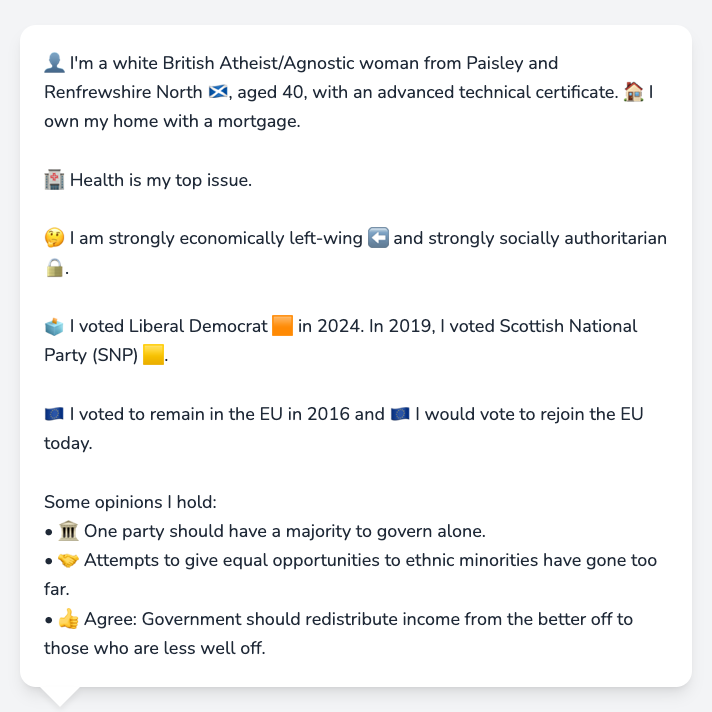 👤 I'm a white British Atheist/Agnostic woman from Paisley and
Renfrewshire North 🏴󠁧󠁢󠁳󠁣󠁴󠁿, aged 40, with an advanced technical certificate. 🏠 I
own my home with a mortgage.
🏥 Health is my top issue.
🤔 I am strongly economically left-wing ⬅️ and strongly socially authoritarian
🔒.
🗳️ I voted Liberal Democrat 🟧 in 2024. In 2019, I voted Scottish National
Party (SNP) 🟨.
🇪🇺 I voted to remain in the EU in 2016 and 🇪🇺 I would vote to rejoin the EU
today.
Some opinions I hold:
• 🏛️ One party should have a majority to govern alone.
• 🤝 Attempts to give equal opportunities to ethnic minorities have gone too
far.
• 👍 Agree: Government should redistribute income from the better off to
those who are less well off.